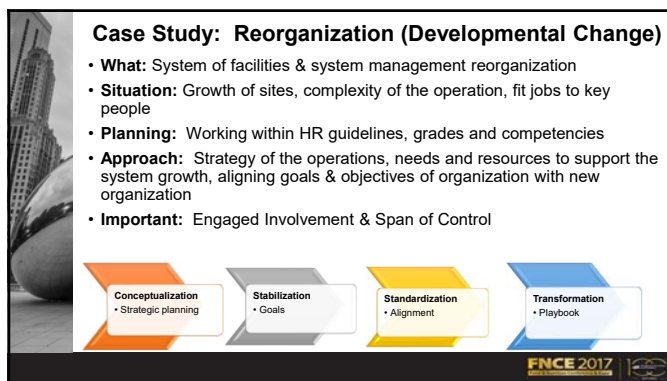 Case Study: Reorganization (Developmental Change)
• What: System of facilities & system management reorganization
• Situation: Growth of sites, complexity of the operation, fit jobs to key
people
• Planning: Working within HR guidelines, grades and competencies
• Approach: Strategy of the operations, needs and resources to support the
system growth, aligning goals & objectives of organization with new
organization
• Important: Engaged Involvement & Span of Control
Conceptualization
• Strategic planning
Stabilization
• Goals
Standardization
• Alignment
Transformation
• Playbook
FNCE 2017